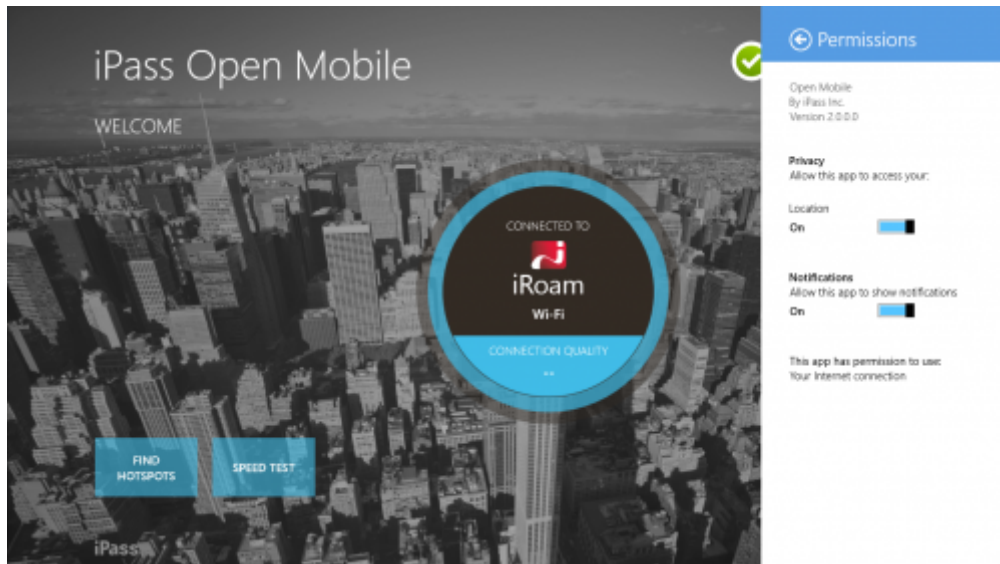 iPass Open Mobile
WELCOME
CONNECTED TO
iRoam
Wi-Fi
CONNECTION QUALITY
--
FIND
HOTSPOTS
SPEED TEST
iPass
Permissions
Open Mobile
By iPass Inc.
Version 2.0.0.0
Privacy
Allow this app to access your:
Location
On
Notifications
Allow this app to show notifications
On
This app has permission to use:
Your Internet connection